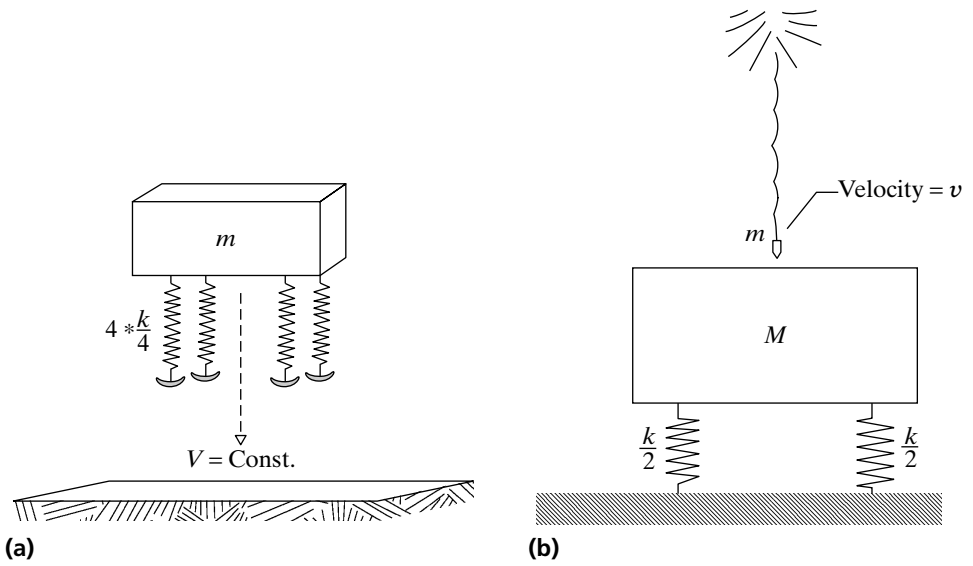 m
4 * k/4
V = Const.
(a)
Velocity = v
m
M
k/2
k/2
(b)